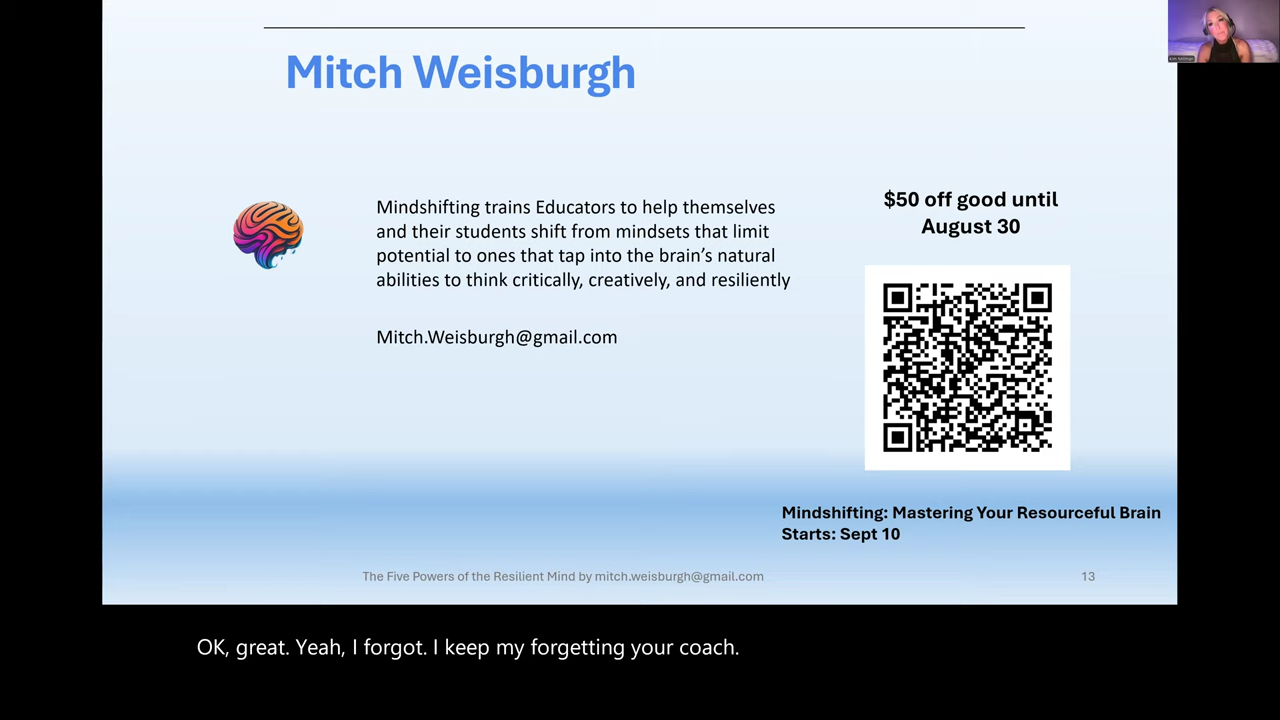 Mitch Weisburgh
Mindshifting trains Educators to help themselves
and their students shift from mindsets that limit
potential to ones that tap into the brain’s natural
abilities to think critically, creatively, and resiliently
Mitch.Weisburgh@gmail.com
$50 off good until
August 30
Mindshifting: Mastering Your Resourceful Brain
Starts: Sept 10
The Five Powers of the Resilient Mind by mitch.weisburgh@gmail.com
13
OK, great. Yeah, I forgot. I keep my forgetting your coach.